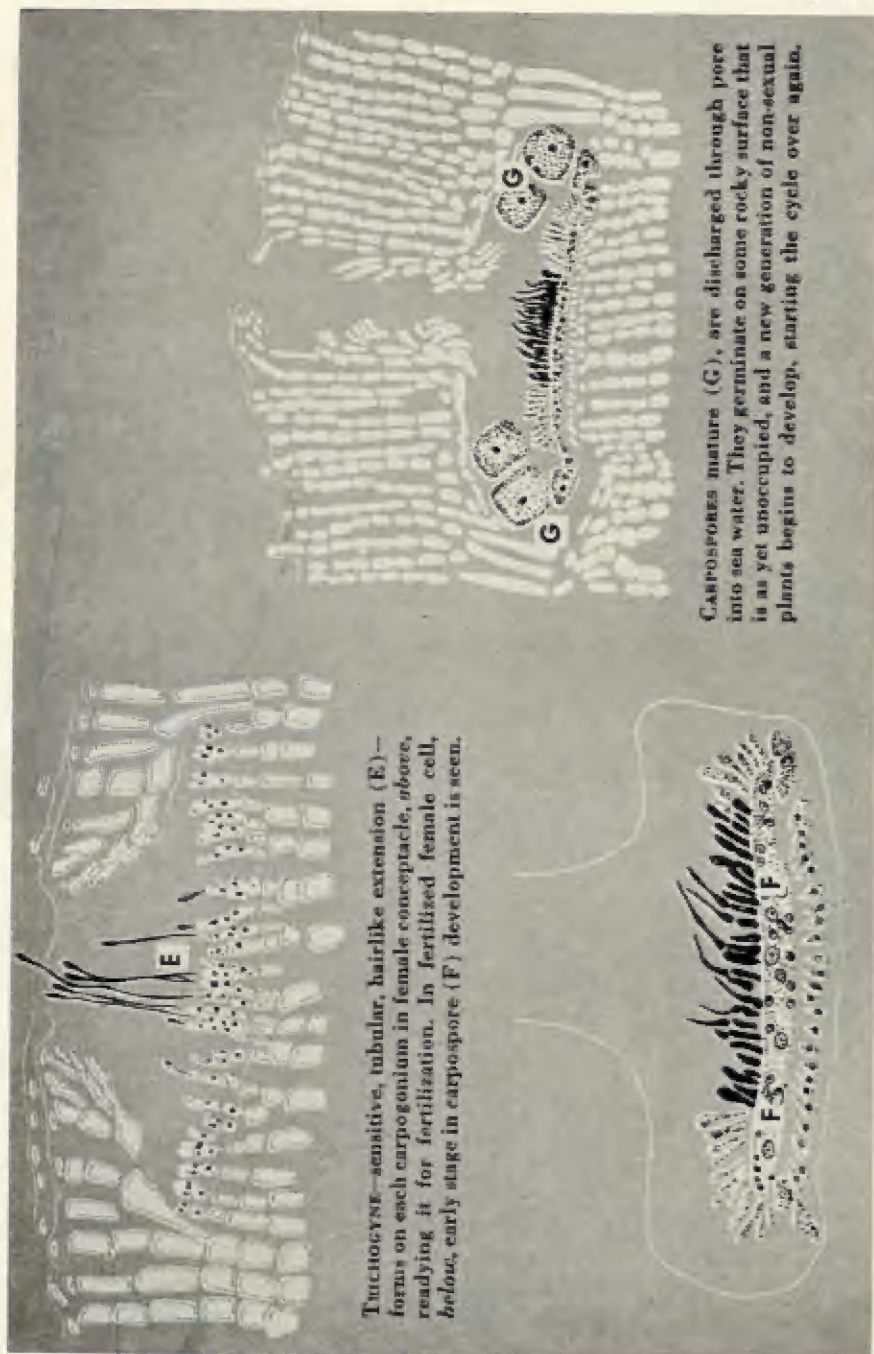 E
TRICHOGYNE—sensitive, tubular, hairlike extension (E)—
forms on each carpogonium in female conceptacle, above,
readying it for fertilization. In fertilized female cell,
below, early stage in carpospore (F) development is seen.
F
F
G
G
CARPOSPORES mature (G), are discharged through pore
into sea water. They germinate on some rocky surface that
is as yet unoccupied, and a new generation of non-sexual
plants begins to develop, starting the cycle over again.